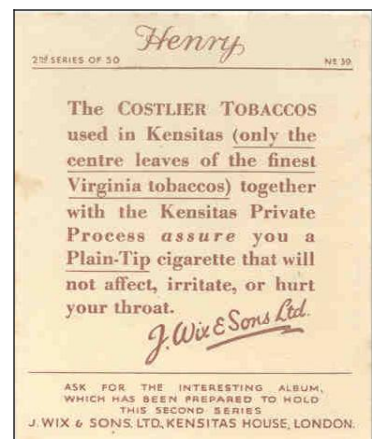 Henry
2nd SERIES OF 50 No 39
The COSTLIER TOBACCOS
used in Kensitas (only the
centre leaves of the finest
Virginia tobaccos) together
with the Kensitas Private
Process assure you a
Plain-Tip cigarette that will
not affect, irritate, or hurt
your throat.
J. Wix & Sons Ltd.
ASK FOR THE INTERESTING ALBUM,
WHICH HAS BEEN PREPARED TO HOLD
THIS SECOND SERIES
J. WIX & SONS. LTD., KENSITAS HOUSE, LONDON.